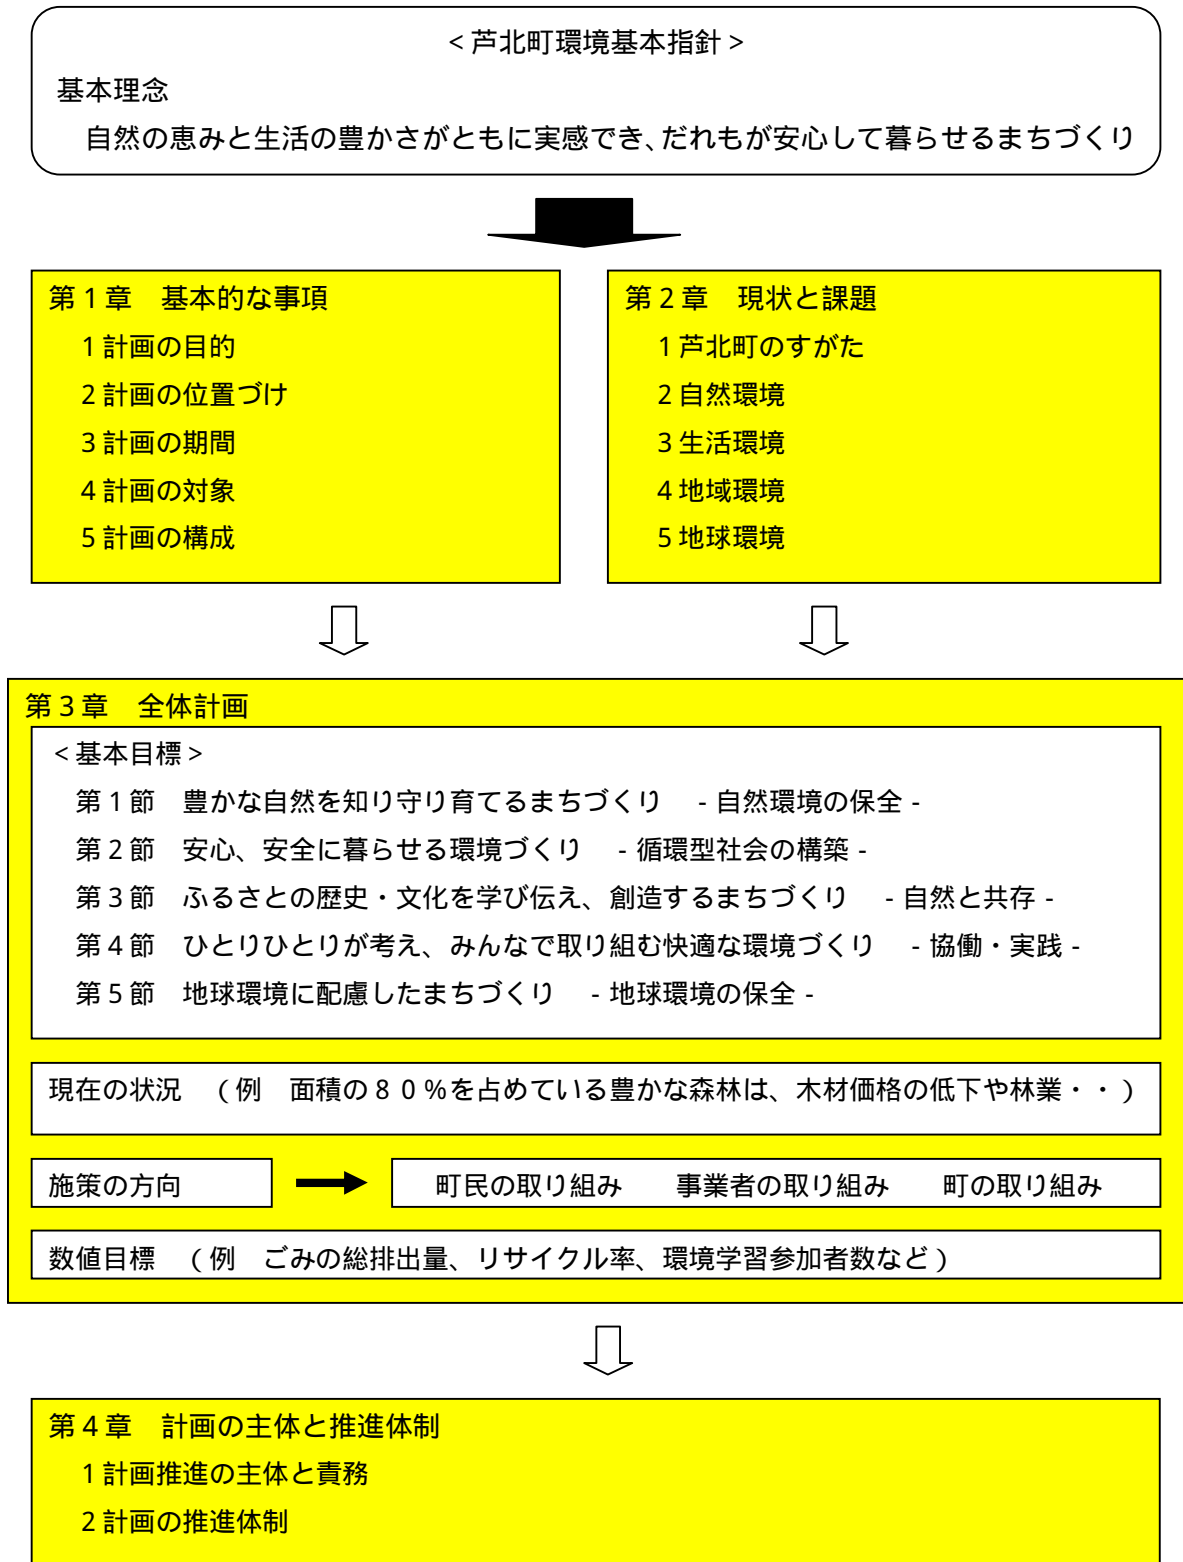 <芦北町環境基本指針>
基本理念
自然の恵みと生活の豊かさがともに実感でき、だれもが安心して暮らせるまちづくり
第1章　基本的な事項
1計画の目的
2計画の位置づけ
3計画の期間
4計画の対象
5計画の構成
第2章　現状と課題
1芦北町のすがた
2自然環境
3生活環境
4地域環境
5地球環境
第3章　全体計画
<基本目標>
第1節　豊かな自然を知り守り育てるまちづくり　-自然環境の保全-
第2節　安心、安全に暮らせる環境づくり　-循環型社会の構築-
第3節　ふるさとの歴史・文化を学び伝え、創造するまちづくり　-自然と共存-
第4節　ひとりひとりが考え、みんなで取り組む快適な環境づくり　-協働・実践-
第5節　地球環境に配慮したまちづくり　-地球環境の保全-
現在の状況　(例　面積の80%を占めている豊かな森林は、木材価格の低下や林業・・)
施策の方向
町民の取り組み　事業者の取り組み　町の取り組み
数値目標　(例　ごみの総排出量、リサイクル率、環境学習参加者数など)
第4章　計画の主体と推進体制
1計画推進の主体と責務
2計画の推進体制